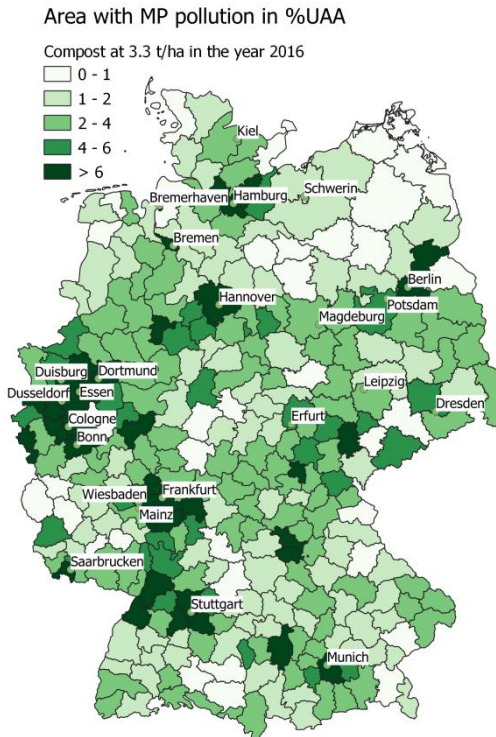 Area with MP pollution in %UAA
Compost at 3.3 t/ha in the year 2016
0 - 1
1 - 2
2 - 4
4 - 6
> 6
Kiel
Bremerhaven
Hamburg
Schwerin
Bremen
Berlin
Hannover
Potsdam
Magdeburg
Duisburg
Dortmund
Leipzig
Dusseldorf
Essen
Dresden
Cologne
Erfurt
Bonn
Wiesbaden
Frankfurt
Mainz
Saarbrucken
Stuttgart
Munich